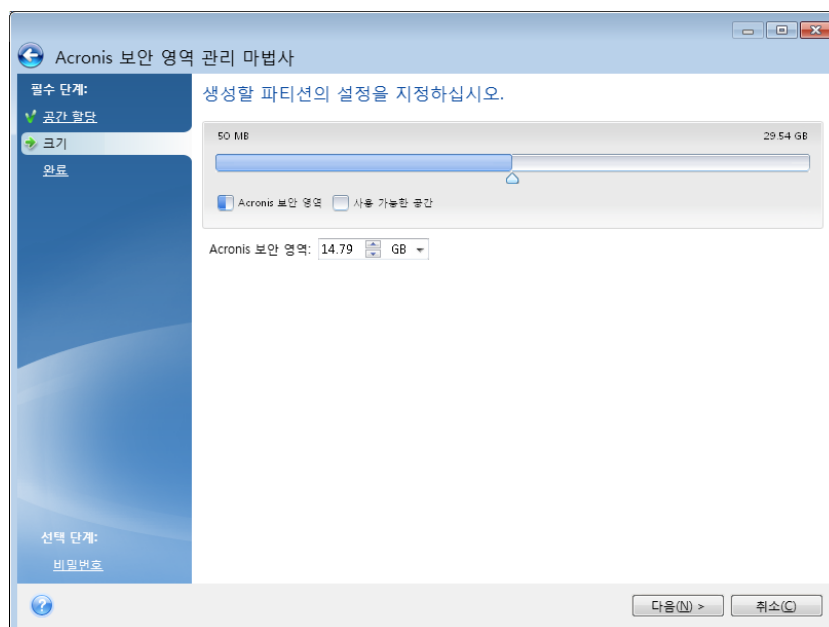 Acronis 보안 영역 관리 마법사
필수 단계:
공간 할당
크기
완료
선택 단계:
비밀번호
생성할 파티션의 설정을 지정하십시오.
50 MB 29.54 GB
Acronis 보안 영역 사용 가능한 공간
Acronis 보안 영역: 14.79 GB
다음(N) > 취소(C)